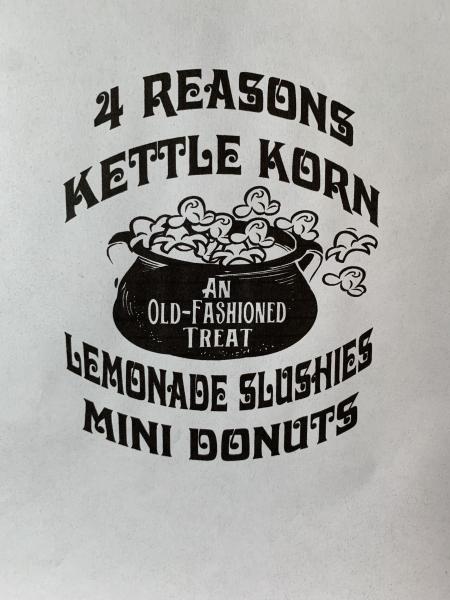 4 REASONS
KETTLE KORN
AN
OLD-FASHIONED
TREAT
LEMONADE SLUSHIES
MINI DONUTS